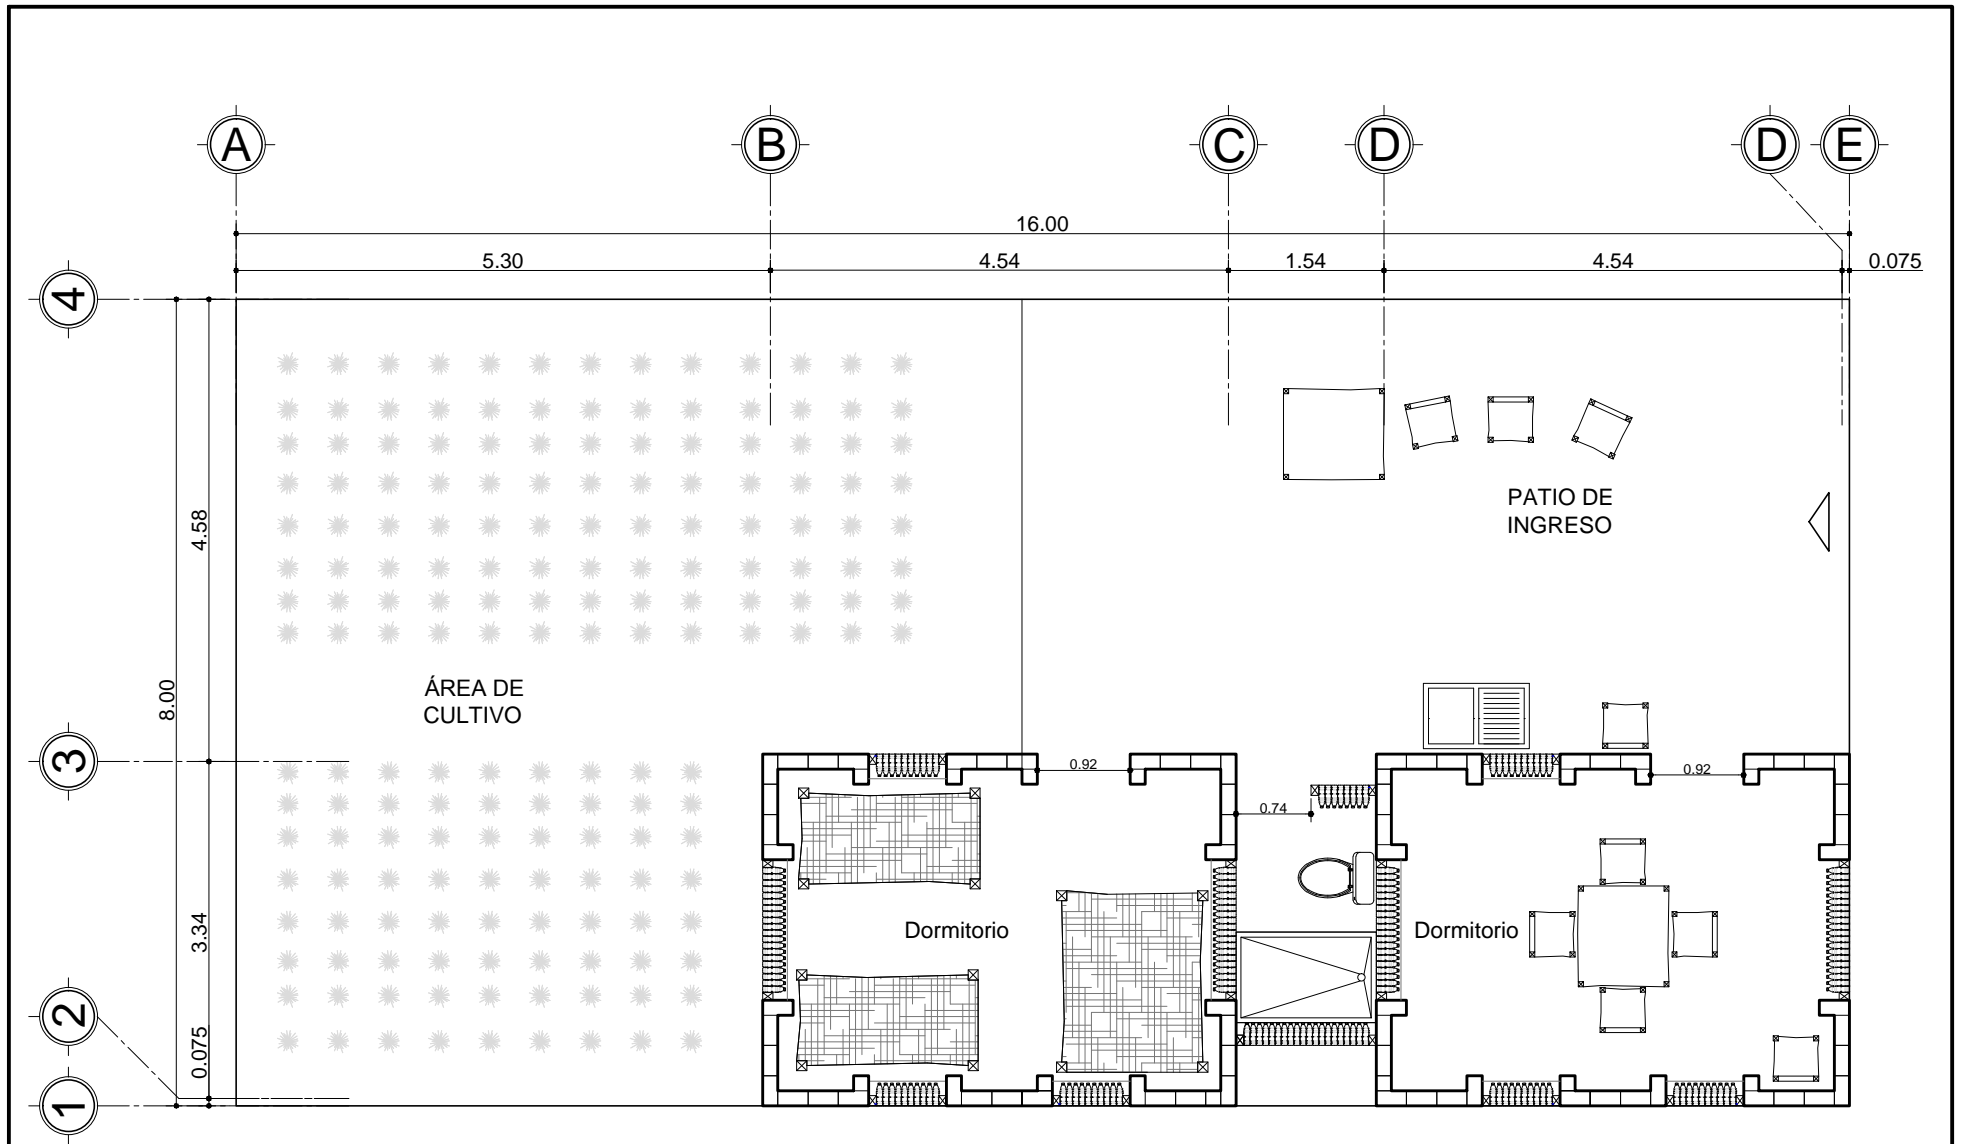 A
B
C
D
D
E
16.00
5.30
4.54
1.54
4.54
0.075
4
3
2
1
8.00
4.58
3.34
0.075
PATIO DE
INGRESO
ÁREA DE
CULTIVO
0.92
0.74
0.92
Dormitorio
Dormitorio